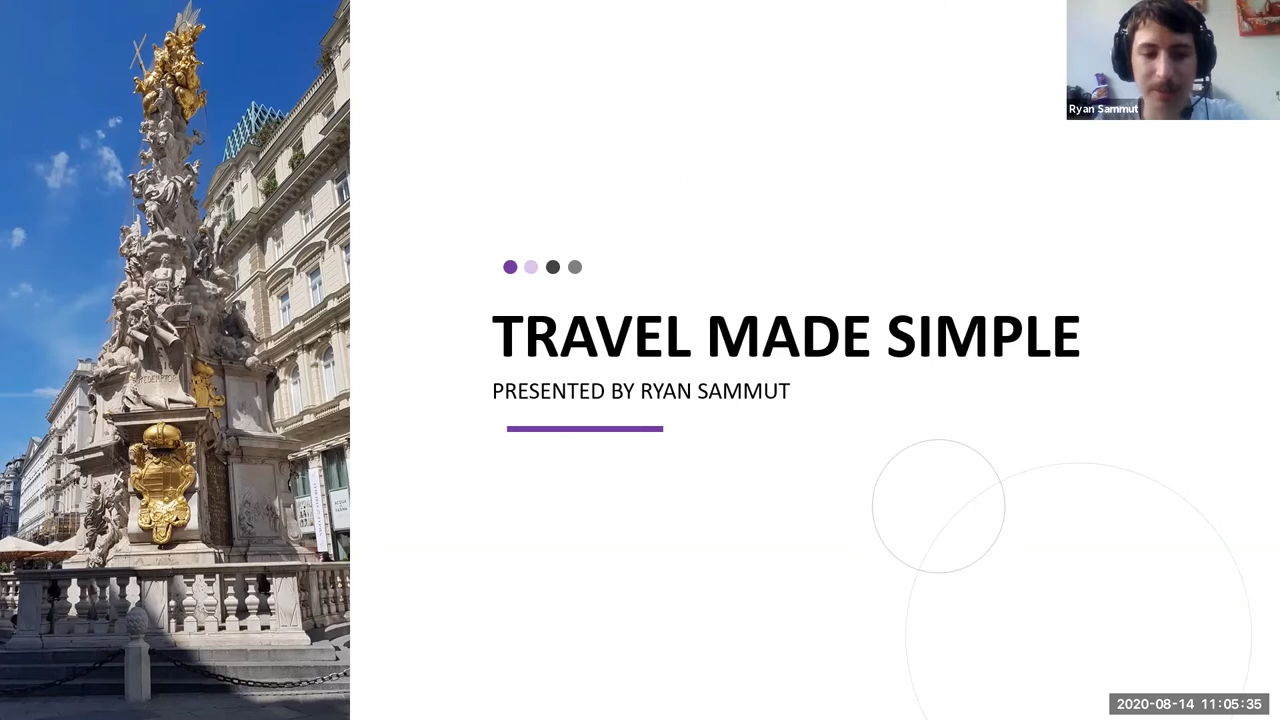 Ryan Sammut
TRAVEL MADE SIMPLE
PRESENTED BY RYAN SAMMUT
2020-08-14 11:05:35